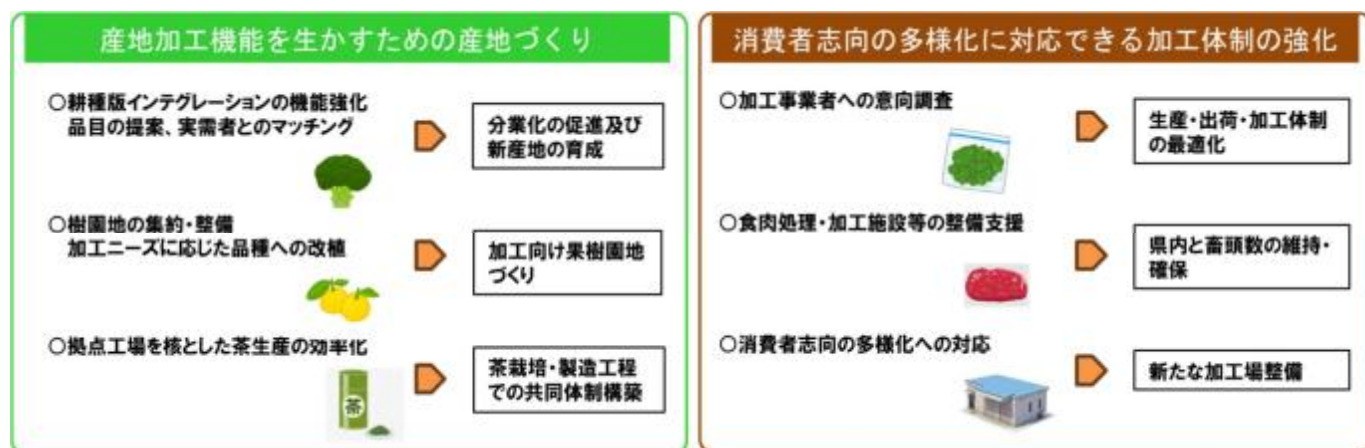 産地加工機能を生かすための産地づくり
○耕種版インテグレーションの機能強化
品目の提案、実需者とのマッチング
分業化の促進及び
新産地の育成
○樹園地の集約・整備
加工ニーズに応じた品種への改植
加工向け果樹園地
づくり
○拠点工場を核とした茶生産の効率化
茶
茶栽培・製造工程
での共同体制構築
消費者志向の多様化に対応できる加工体制の強化
○加工事業者への意向調査
生産・出荷・加工体制
の最適化
○食肉処理・加工施設等の整備支援
県内と畜頭数の維持・
確保
○消費者志向の多様化への対応
新たな加工場整備